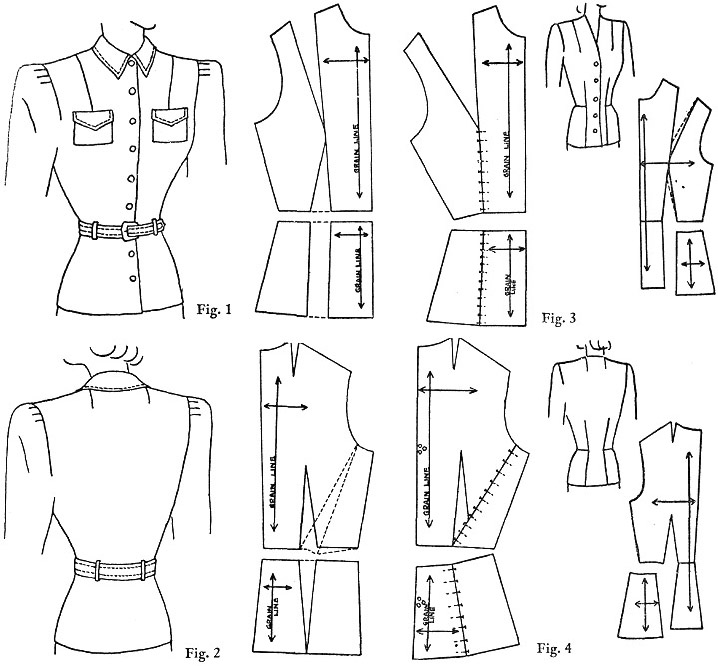 GRAIN LINE
GRAIN LINE
GRAIN LINE
GRAIN
LINE
Fig. 1
Fig. 3
GRAIN LINE
GRAIN LINE
GRAIN
LINE
GRAIN
LINE
Fig. 2
Fig. 4